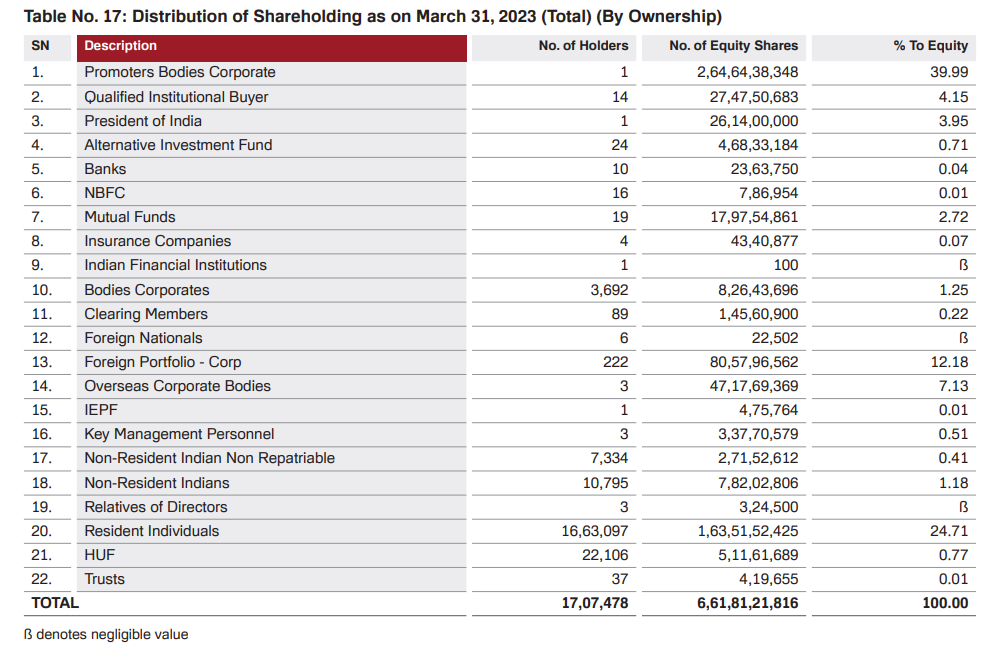 Table No. 17: Distribution of Shareholding as on March 31, 2023 (Total) (By Ownership)
SN Description No. of Holders No. of Equity Shares % To Equity
1. Promoters Bodies Corporate 1 2,64,64,38,348 39.99
2. Qualified Institutional Buyer 14 27,47,50,683 4.15
3. President of India 1 26,14,00,000 3.95
4. Alternative Investment Fund 24 4,68,33,184 0.71
5. Banks 10 23,63,750 0.04
6. NBFC 16 7,86,954 0.01
7. Mutual Funds 19 17,97,54,861 2.72
8. Insurance Companies 4 43,40,877 0.07
9. Indian Financial Institutions 1 100 ß
10. Bodies Corporates 3,692 8,26,43,696 1.25
11. Clearing Members 89 1,45,60,900 0.22
12. Foreign Nationals 6 22,502 ß
13. Foreign Portfolio - Corp 222 80,57,96,562 12.18
14. Overseas Corporate Bodies 3 47,17,69,369 7.13
15. IEPF 1 4,75,764 0.01
16. Key Management Personnel 3 3,37,70,579 0.51
17. Non-Resident Indian Non Repatriable 7,334 2,71,52,612 0.41
18. Non-Resident Indians 10,795 7,82,02,806 1.18
19. Relatives of Directors 3 3,24,500 ß
20. Resident Individuals 16,63,097 1,63,51,52,425 24.71
21. HUF 22,106 5,11,61,689 0.77
22. Trusts 37 4,19,655 0.01
TOTAL 17,07,478 6,61,81,21,816 100.00
ß denotes negligible value